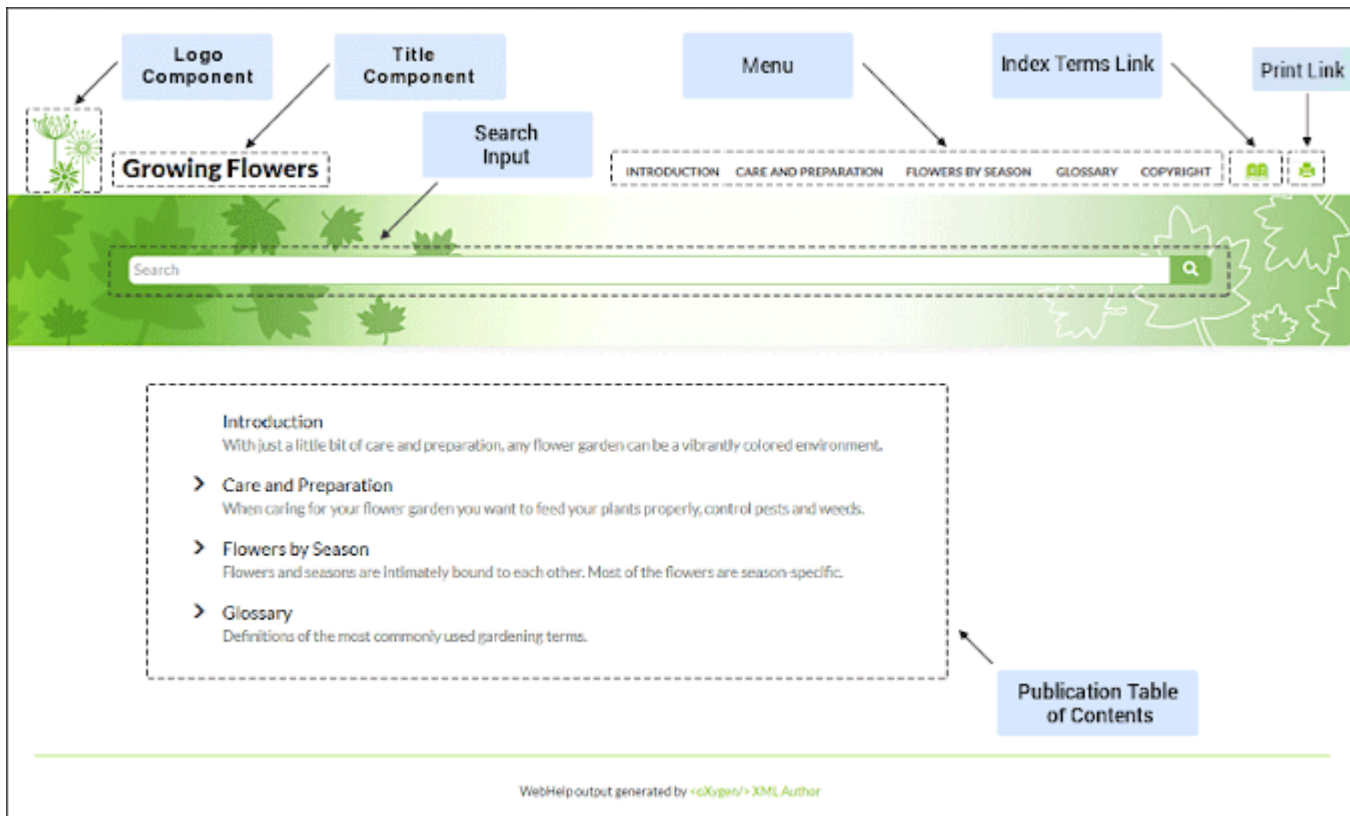 Logo
Component
Title
Component
Menu
Index Terms Link
Print Link
Search
Input
Growing Flowers
INTRODUCTION CARE AND PREPARATION FLOWERS BY SEASON GLOSSARY COPYRIGHT
Search
Introduction
With just a little bit of care and preparation, any flower garden can be a vibrantly colored environment.
Care and Preparation
When caring for your flower garden you want to feed your plants properly, control pests and weeds.
Flowers by Season
Flowers and seasons are intimately bound to each other. Most of the flowers are season-specific.
Glossary
Definitions of the most commonly used gardening terms.
Publication Table
of Contents
WebHelp output generated by <oXygen/> XML Author